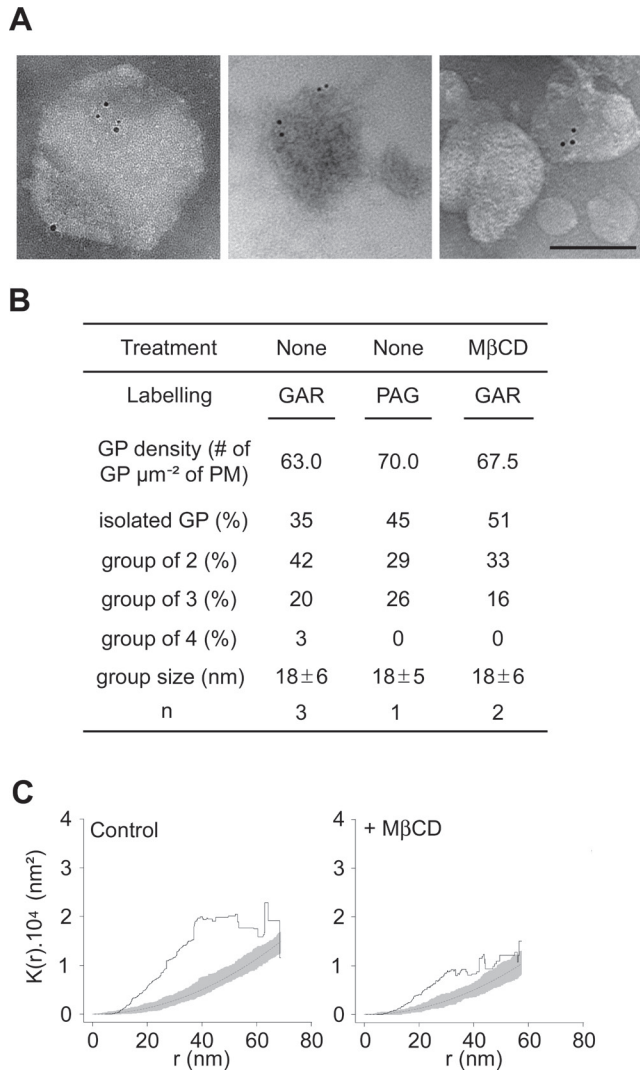 A
B
Treatment None None MβCD
Labelling GAR PAG GAR
GP density (# of
GP μm⁻² of PM) 63.0 70.0 67.5
isolated GP (%) 35 45 51
group of 2 (%) 42 29 33
group of 3 (%) 20 26 16
group of 4 (%) 3 0 0
group size (nm) 18±6 18±5 18±6
n 3 1 2
C
Control
+ MβCD
K(r).10⁴ (nm²)
4 4
3 3
2 2
1 1
0 0
0 20 40 60 80 0 20 40 60 80
r (nm) r (nm)